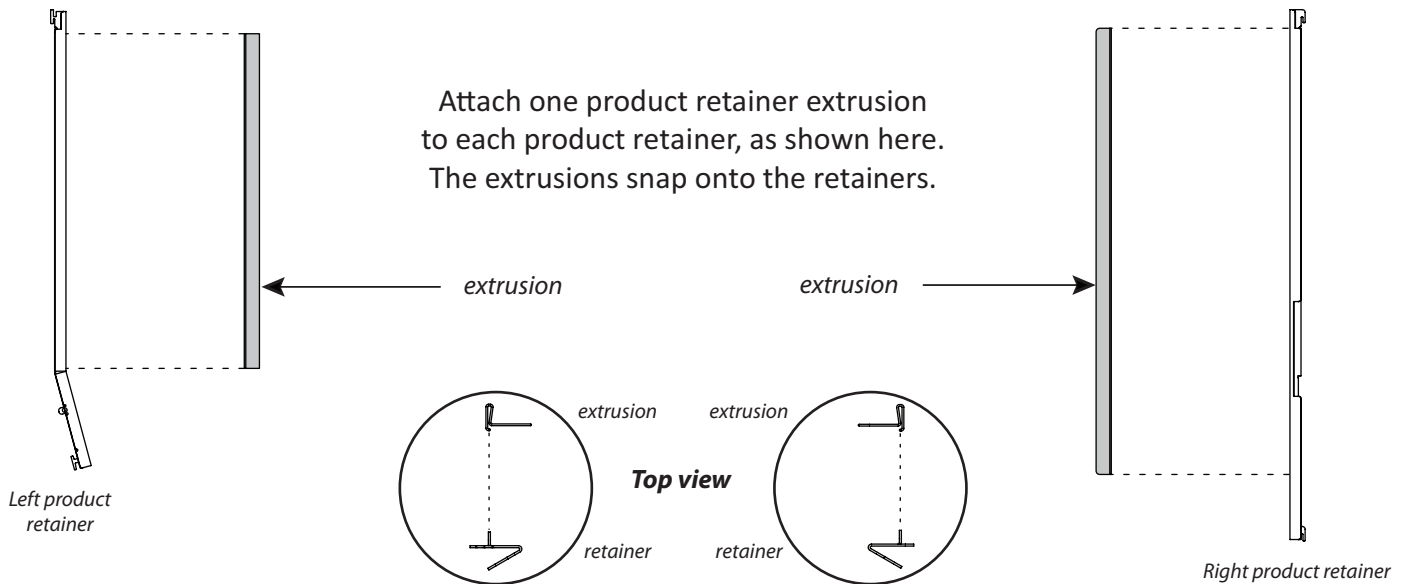 Attach one product retainer extrusion
to each product retainer, as shown here.
The extrusions snap onto the retainers.
extrusion
extrusion
extrusion
extrusion
Top view
Left product
retainer
retainer
retainer
Right product retainer